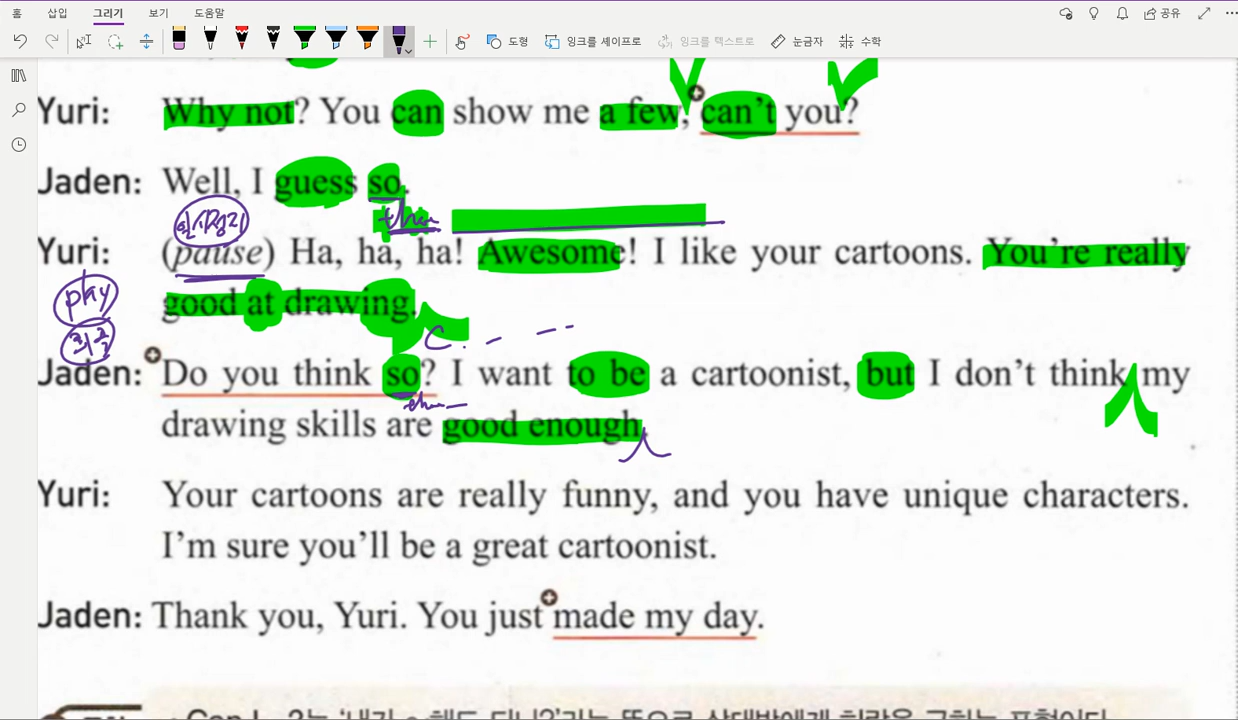 홈 삽입 그리기 보기 도움말 공유
도형 잉크를 셰이프로 잉크를 텍스트로 눈금자 수학
Yuri: Why not? You can show me a few, can't you?
Jaden: Well, I guess so.
일시정지
Yuri: (pause) Ha, ha, ha! Awesome! I like your cartoons. You're really
play
good at drawing.
Jaden: Do you think so? I want to be a cartoonist, but I don't think my
drawing skills are good enough.
Yuri: Your cartoons are really funny, and you have unique characters.
I'm sure you'll be a great cartoonist.
Jaden: Thank you, Yuri. You just made my day.